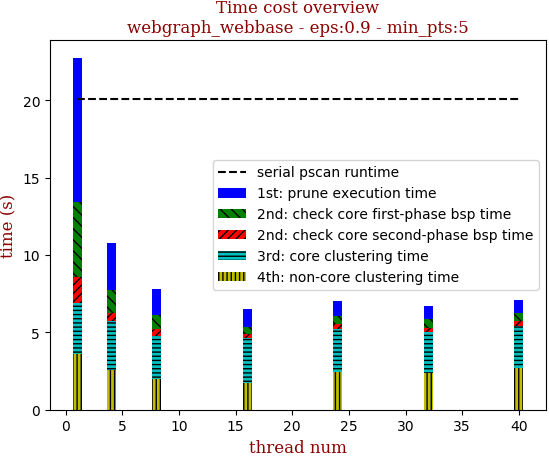 Time cost overview
webgraph_webbase - eps:0.9 - min_pts:5
time (s)
20
15
10
5
0
serial pscan runtime
1st: prune execution time
2nd: check core first-phase bsp time
2nd: check core second-phase bsp time
3rd: core clustering time
4th: non-core clustering time
0 5 10 15 20 25 30 35 40
thread num